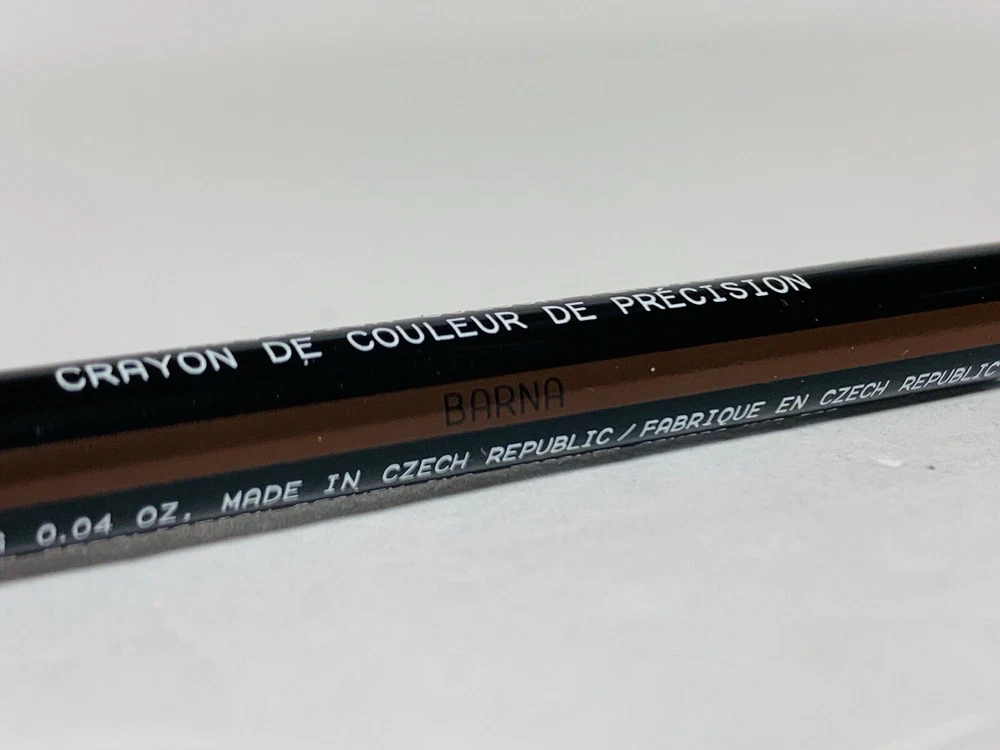 CRAYON DE COULEUR DE PRÉCISION
BARNA
0.04 OZ. MADE IN CZECH REPUBLIC / FABRIQUE EN CZECH REPUBLIC